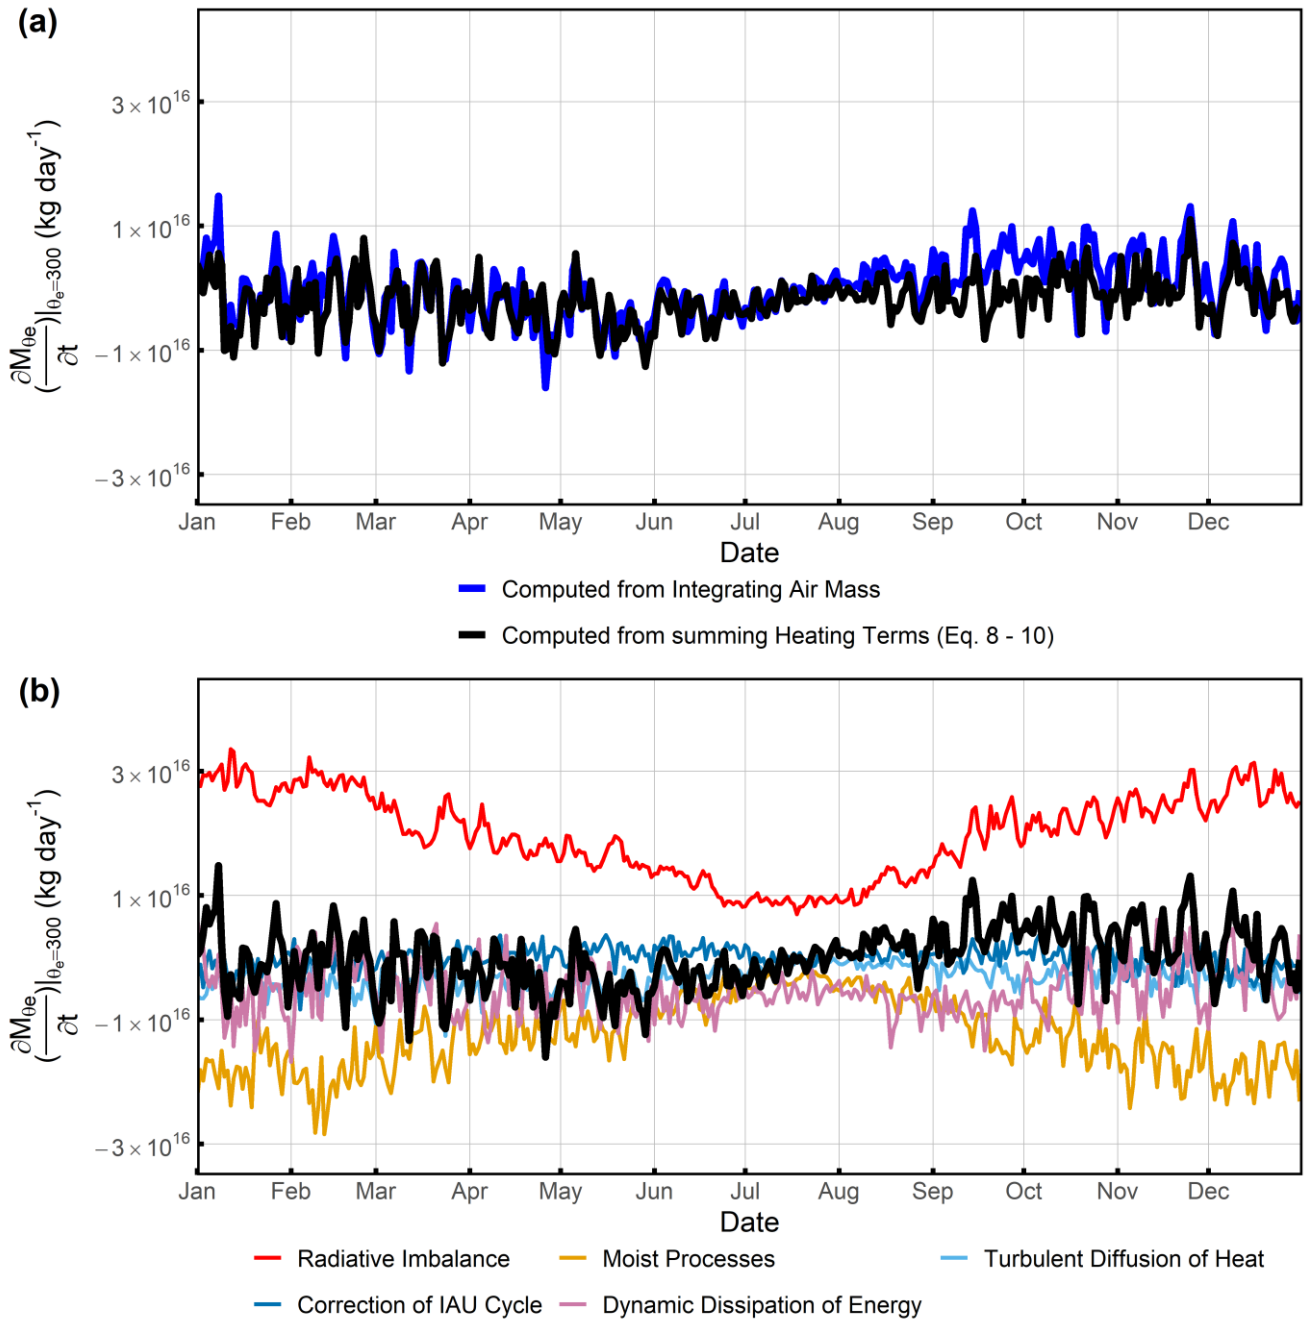 (a)
3 × 10^16
1 × 10^16
−1 × 10^16
−3 × 10^16
(∂Mθe/∂t)|θe=300 (kg day-1)
Jan Feb Mar Apr May Jun Jul Aug Sep Oct Nov Dec
Date
Computed from Integrating Air Mass
Computed from summing Heating Terms (Eq. 8 - 10)
(b)
3 × 10^16
1 × 10^16
−1 × 10^16
−3 × 10^16
(∂Mθe/∂t)|θe=300 (kg day-1)
Jan Feb Mar Apr May Jun Jul Aug Sep Oct Nov Dec
Date
Radiative Imbalance Moist Processes Turbulent Diffusion of Heat
Correction of IAU Cycle Dynamic Dissipation of Energy